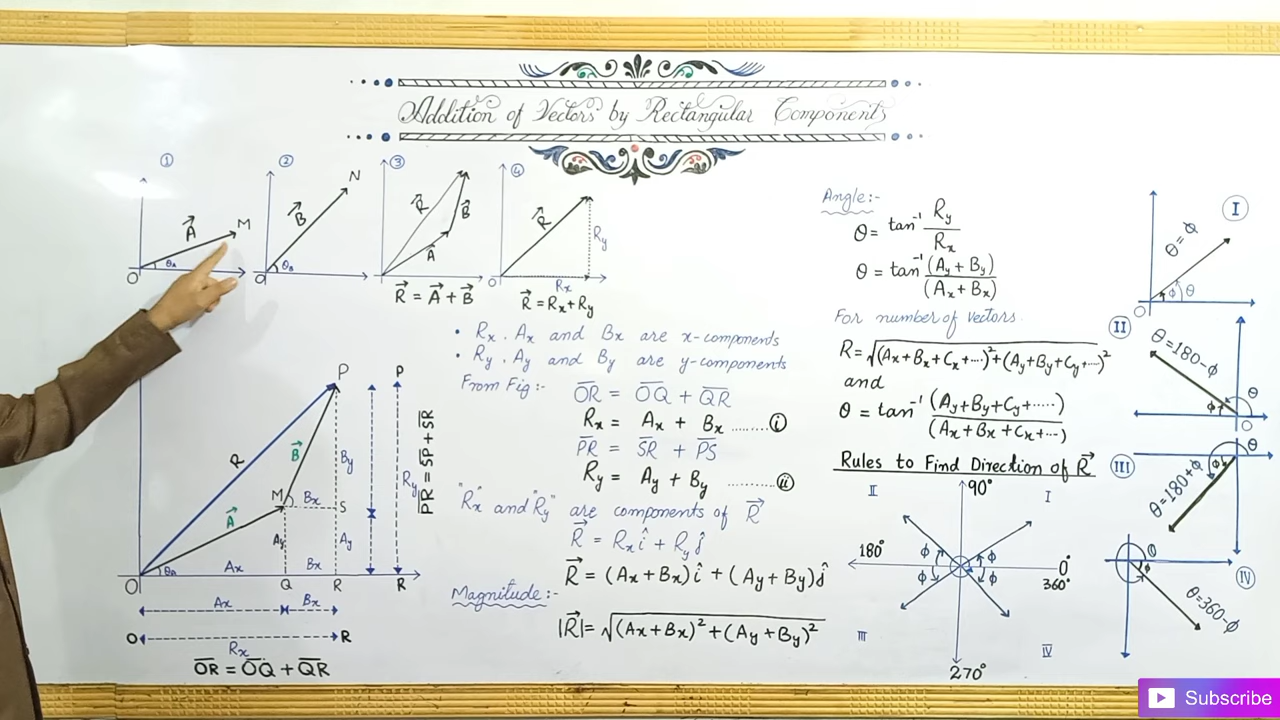 Addition of Vectors by Rectangular Components
①
A⃗
M
O
θA
②
B⃗
N
O
θB
③
R⃗
B⃗
A⃗
R⃗ = A⃗ + B⃗
④
R⃗
Ry
O
Rx
R⃗ = Rx + Ry
P
P
R
B⃗
By
Ry
PR = SP + SR
M
Bx
S
A⃗
Ay
Ay
O
θA
Ax
Q
Bx
R
R
Ax
Bx
O
R
Rx
OR = OQ + QR
• Rx . Ax and Bx are x-components
• Ry . Ay and By are y-components
From Fig:-
OR = OQ + QR
Rx = Ax + Bx ......... ⓘ
PR = SR + PS
Ry = Ay + By .......... ⓘⓘ
"Rx" and "Ry" are components of R⃗
R⃗ = Rx î + Ry ĵ
R⃗ = (Ax + Bx) î + (Ay + By) ĵ
Magnitude:-
|R⃗| = √(Ax + Bx)² + (Ay + By)²
Angle:-
θ = tan⁻¹ Ry / Rx
θ = tan⁻¹ (Ay + By) / (Ax + Bx)
For number of vectors.
R = √(Ax + Bx + Cx + ....)² + (Ay + By + Cy + ....)²
and
θ = tan⁻¹ (Ay + By + Cy + .....) / (Ax + Bx + Cx + ...)
Rules to Find Direction of R⃗
II
90°
I
180°
ϕ
ϕ
ϕ
ϕ
0°
360°
III
IV
270°
I
θ = ϕ
ϕ
θ
O
II
θ = 180 - ϕ
ϕ
θ
O
III
θ
ϕ
θ = 180 + ϕ
IV
θ
ϕ
θ = 360 - ϕ
Subscribe